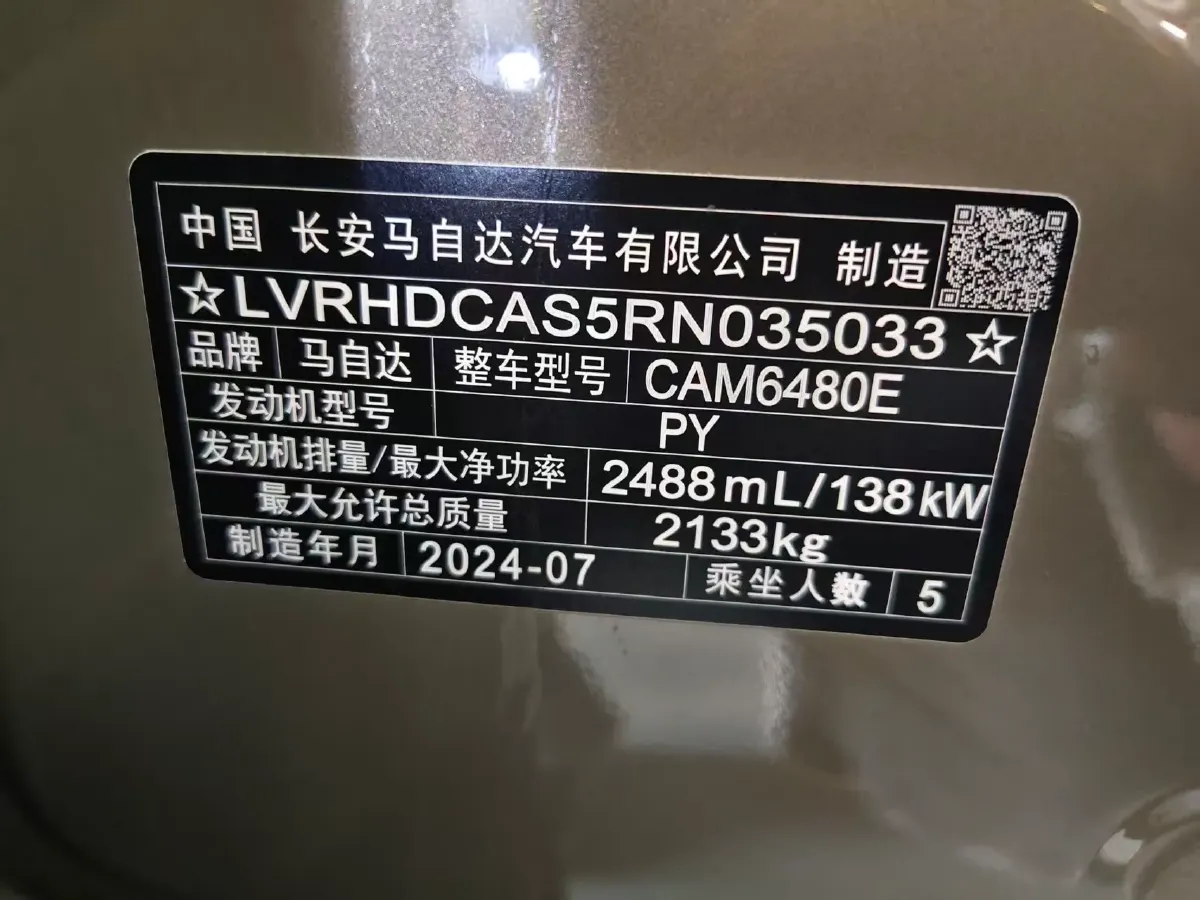 中国 长安马自达汽车有限公司 制造
☆LVRHDCAS5RN035033☆
品牌 马自达 整车型号 CAM6480E
发动机型号 PY
发动机排量/最大净功率 2488mL/138kW
最大允许总质量 2133kg
制造年月 2024-07 乘坐人数 5